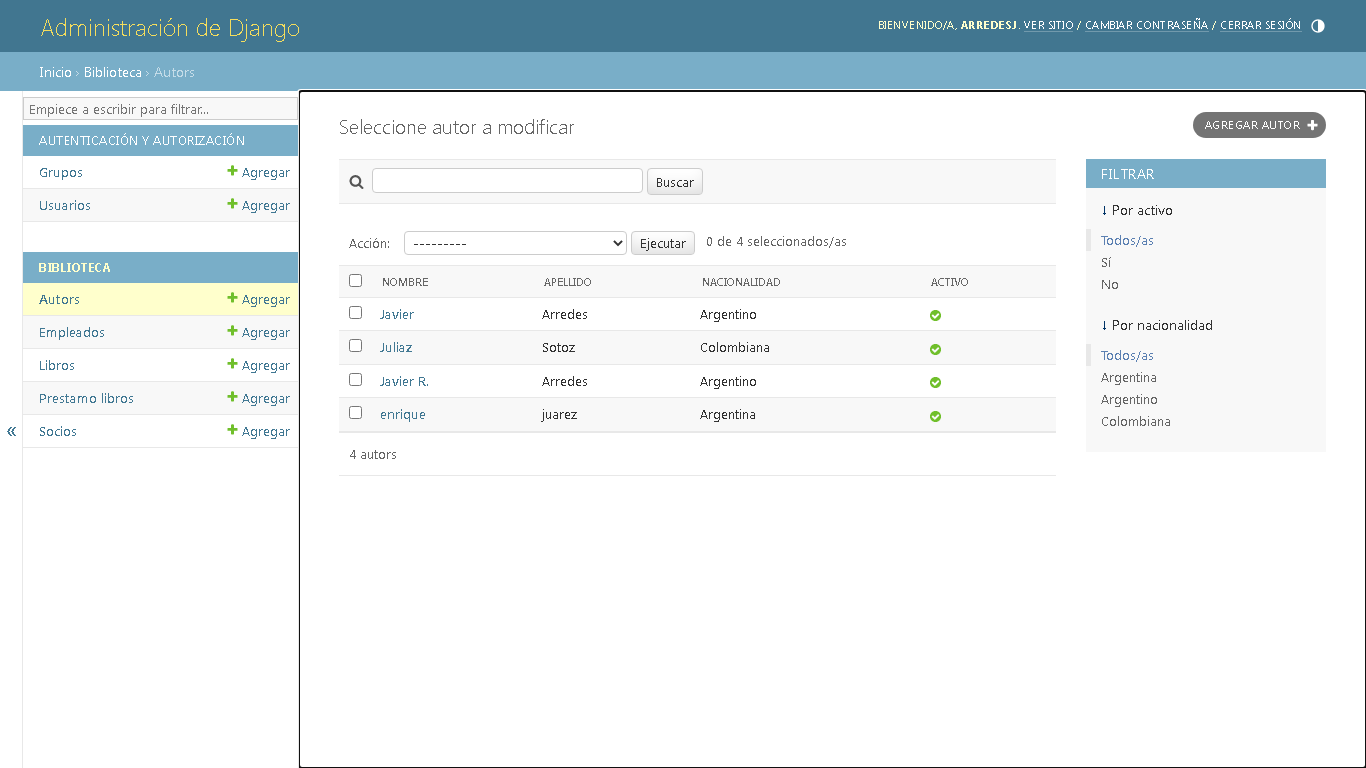 Administración de Django
BIENVENIDO/A, ARREDESJ. VER SITIO / CAMBIAR CONTRASEÑA / CERRAR SESIÓN
Inicio › Biblioteca › Autors
Empiece a escribir para filtrar...
AUTENTICACIÓN Y AUTORIZACIÓN
Grupos Agregar
Usuarios Agregar
BIBLIOTECA
Autors Agregar
Empleados Agregar
Libros Agregar
Prestamo libros Agregar
Socios Agregar
«
Seleccione autor a modificar
AGREGAR AUTOR
Buscar
Acción: --------- Ejecutar 0 de 4 seleccionados/as
NOMBRE APELLIDO NACIONALIDAD ACTIVO
Javier Arredes Argentino
Juliaz Sotoz Colombiana
Javier R. Arredes Argentino
enrique juarez Argentina
4 autors
FILTRAR
↓ Por activo
Todos/as
Sí
No
↓ Por nacionalidad
Todos/as
Argentina
Argentino
Colombiana